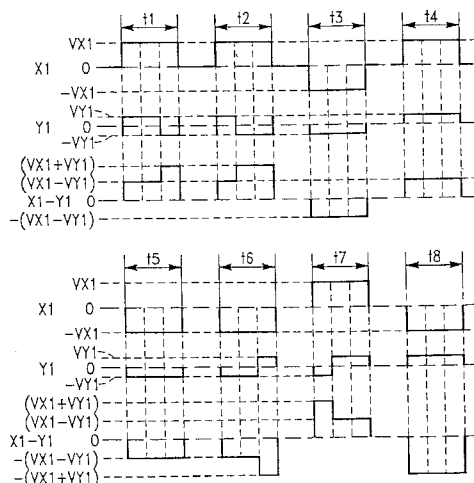 t1 t2 t3 t4
VX1
X1 0
-VX1
VY1
Y1 0
-VY1
(VX1+VY1)
(VX1-VY1)
X1-Y1 0
-(VX1-VY1)
t5 t6 t7 t8
VX1
X1 0
-VX1
VY1
Y1 0
-VY1
(VX1+VY1)
(VX1-VY1)
X1-Y1 0
-(VX1-VY1)
-(VX1+VY1)